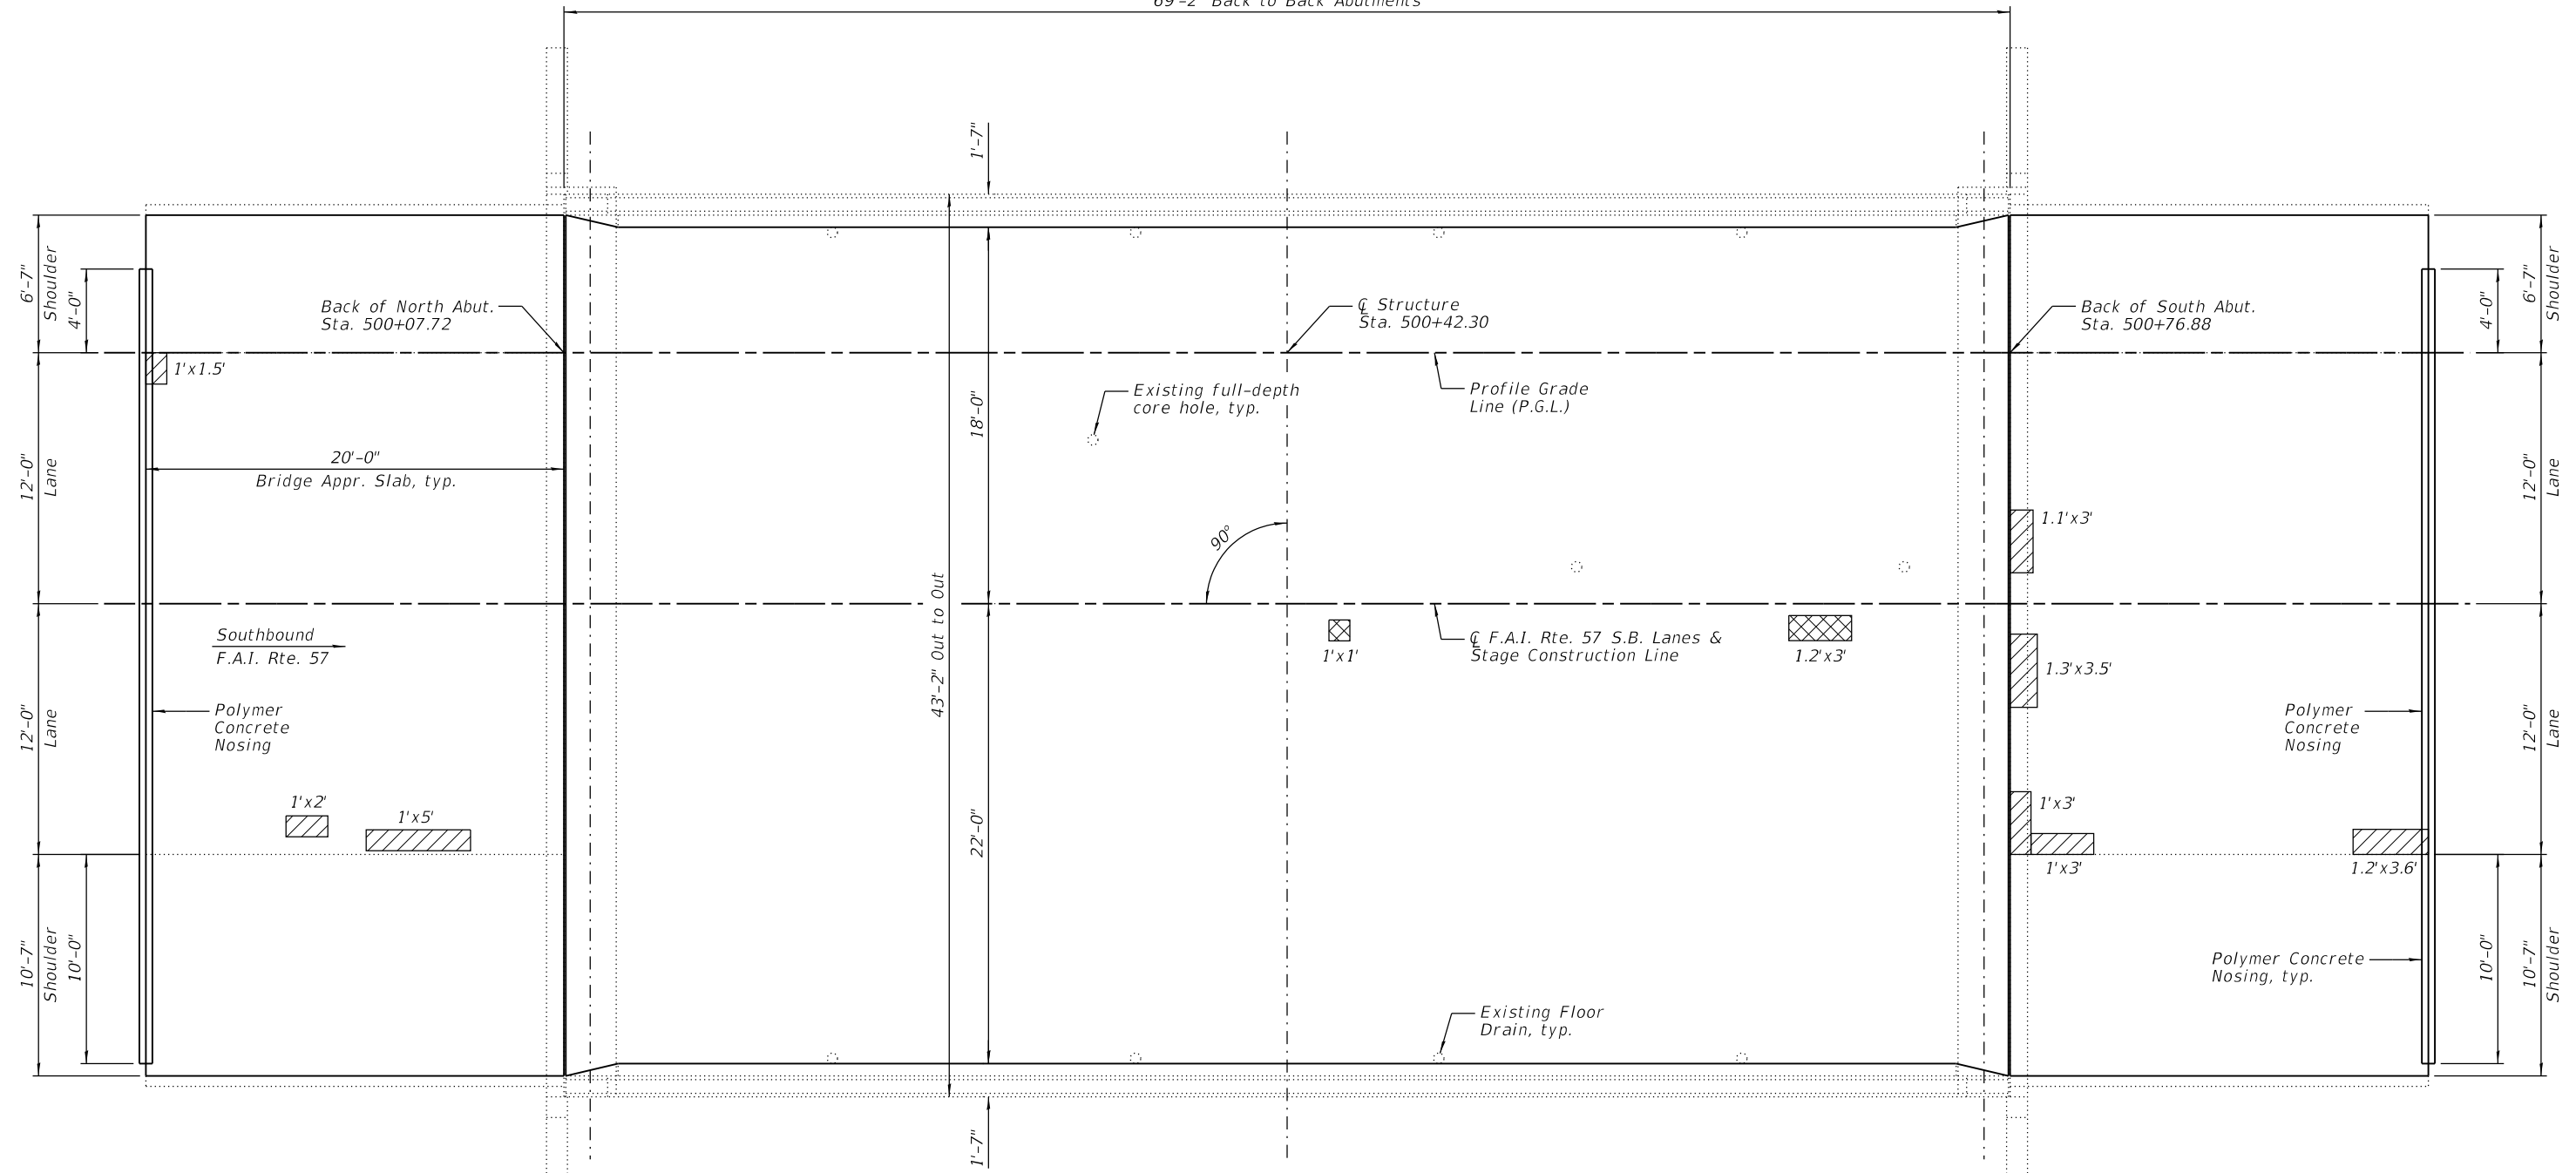 69'-2" Back to Back Abutments
1'-7"
6'-7"
Shoulder
4'-0"
Back of North Abut.
Sta. 500+07.72
℄ Structure
Sta. 500+42.30
Back of South Abut.
Sta. 500+76.88
4'-0"
6'-7"
Shoulder
1'x1.5'
Existing full-depth
core hole, typ.
Profile Grade
Line (P.G.L.)
18'-0"
12'-0"
Lane
20'-0"
Bridge Appr. Slab, typ.
90°
1.1'x3'
12'-0"
Lane
Southbound
F.A.I. Rte. 57
43'-2" Out to Out
1'x1'
℄ F.A.I. Rte. 57 S.B. Lanes &
Stage Construction Line
1.2'x3'
1.3'x3.5'
12'-0"
Lane
Polymer
Concrete
Nosing
Polymer
Concrete
Nosing
12'-0"
Lane
1'x2'
1'x5'
22'-0"
1'x3'
1'x3'
1.2'x3.6'
10'-7"
Shoulder
10'-0"
Existing Floor
Drain, typ.
Polymer Concrete
Nosing, typ.
10'-0"
10'-7"
Shoulder
1'-7"